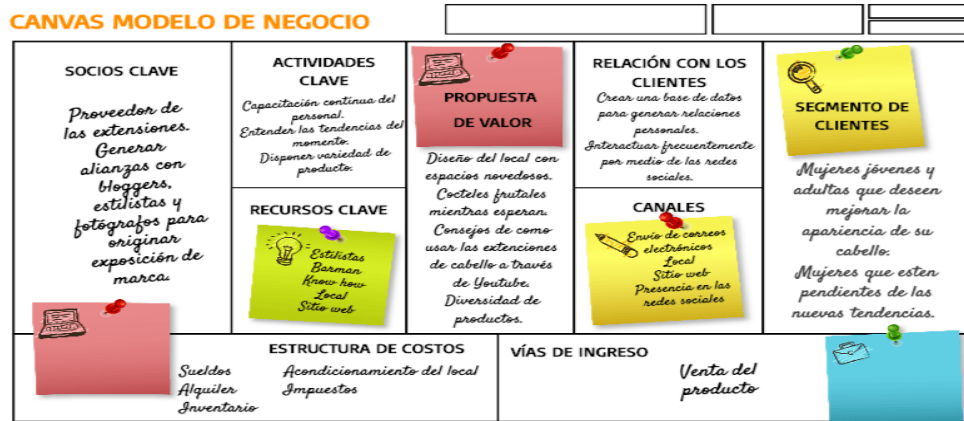 CANVAS MODELO DE NEGOCIO
SOCIOS CLAVE
Proveedor de
las extensiones.
Generar
alianzas con
bloggers,
estilistas y
fotógrafos para
originar
exposición de
marca.
ACTIVIDADES
CLAVE
Capacitación continua del
personal.
Entender las tendencias del
momento.
Disponer variedad de
producto.
RECURSOS CLAVE
Estilistas
Barman
Know how
Local
Sitio web
PROPUESTA
DE VALOR
Diseño del local con
espacios novedosos.
Cocteles frutales
mientras esperan.
Consejos de como
usar las extenciones
de cabello a través
de Youtube.
Diversidad de
productos.
RELACIÓN CON LOS
CLIENTES
Crear una base de datos
para generar relaciones
personales.
Interactuar frecuentemente
por medio de las redes
sociales.
CANALES
Envío de correos
electrónicos
Local
Sitio web
Presencia en las
redes sociales
SEGMENTO DE
CLIENTES
Mujeres jóvenes y
adultas que deseen
mejorar la
apariencia de su
cabello.
Mujeres que esten
pendientes de las
nuevas tendencias.
ESTRUCTURA DE COSTOS
Sueldos
Alquiler
Inventario
Acondicionamiento del local
Impuestos
VÍAS DE INGRESO
Venta del
producto